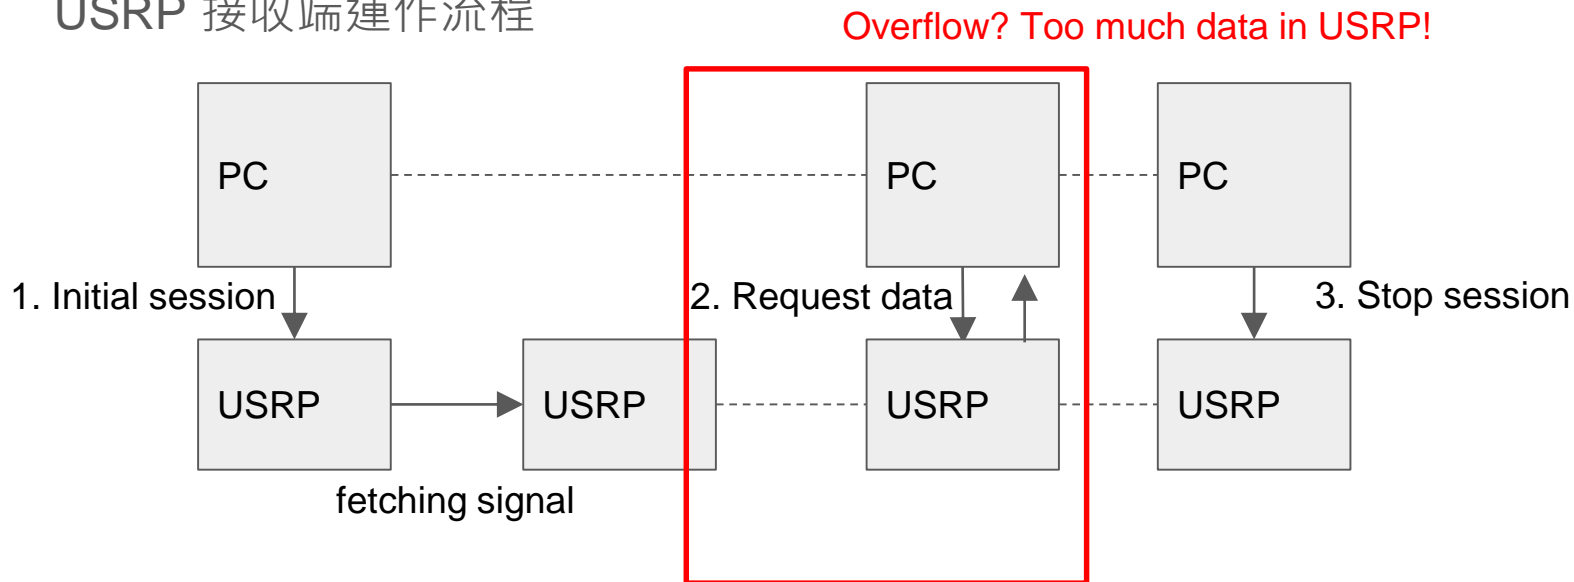 USRP 接收端運作流程
Overflow? Too much data in USRP!
PC
PC
PC
1. Initial session
2. Request data
3. Stop session
USRP
USRP
USRP
USRP
fetching signal